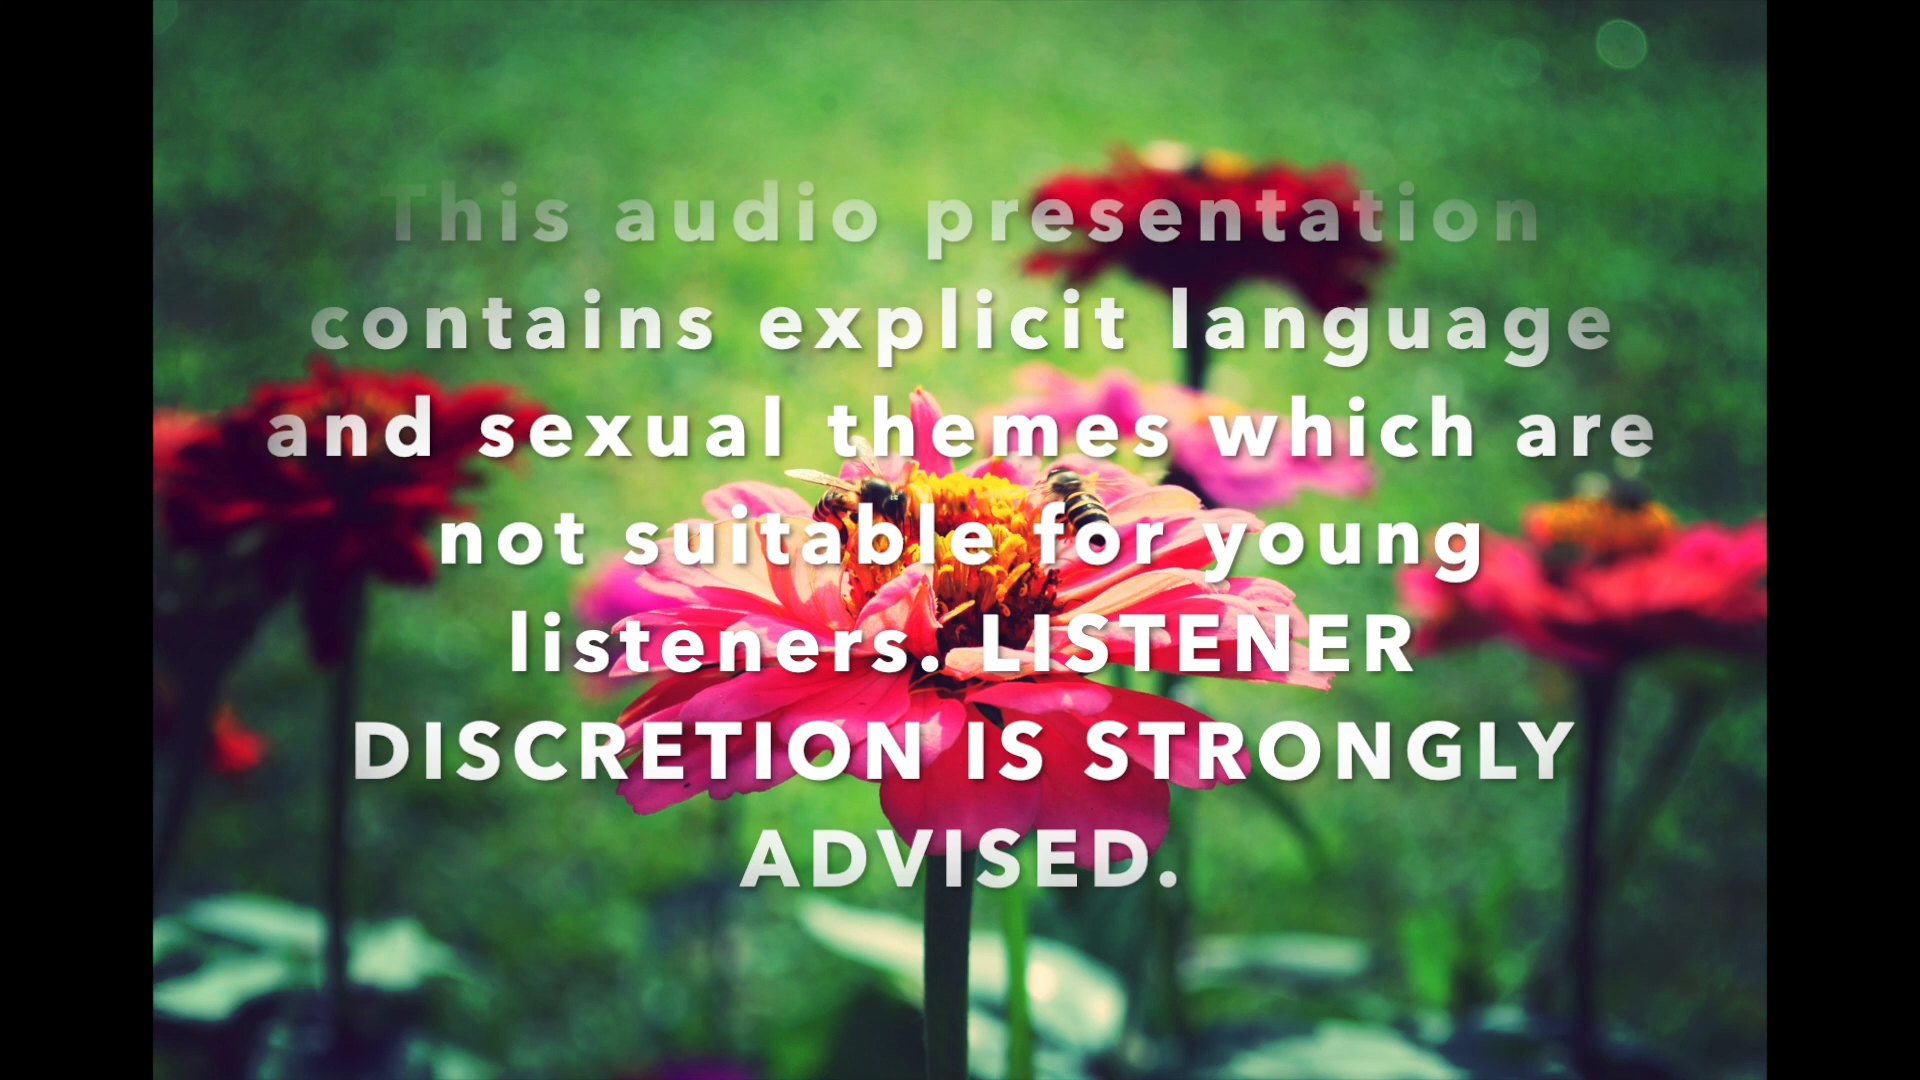 This audio presentation
contains explicit language
and sexual themes which are
not suitable for young
listeners. LISTENER
DISCRETION IS STRONGLY
ADVISED.